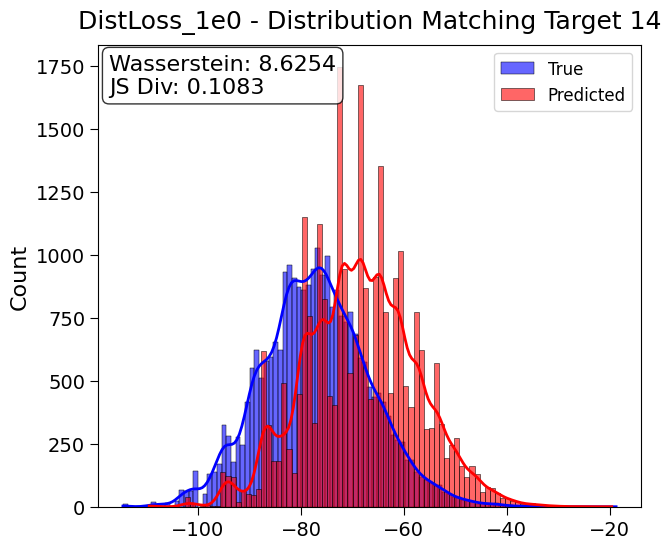 DistLoss_1e0 - Distribution Matching Target 14
Wasserstein: 8.6254
JS Div: 0.1083
True
Predicted
Count
1750
1500
1250
1000
750
500
250
0
−100
−80
−60
−40
−20